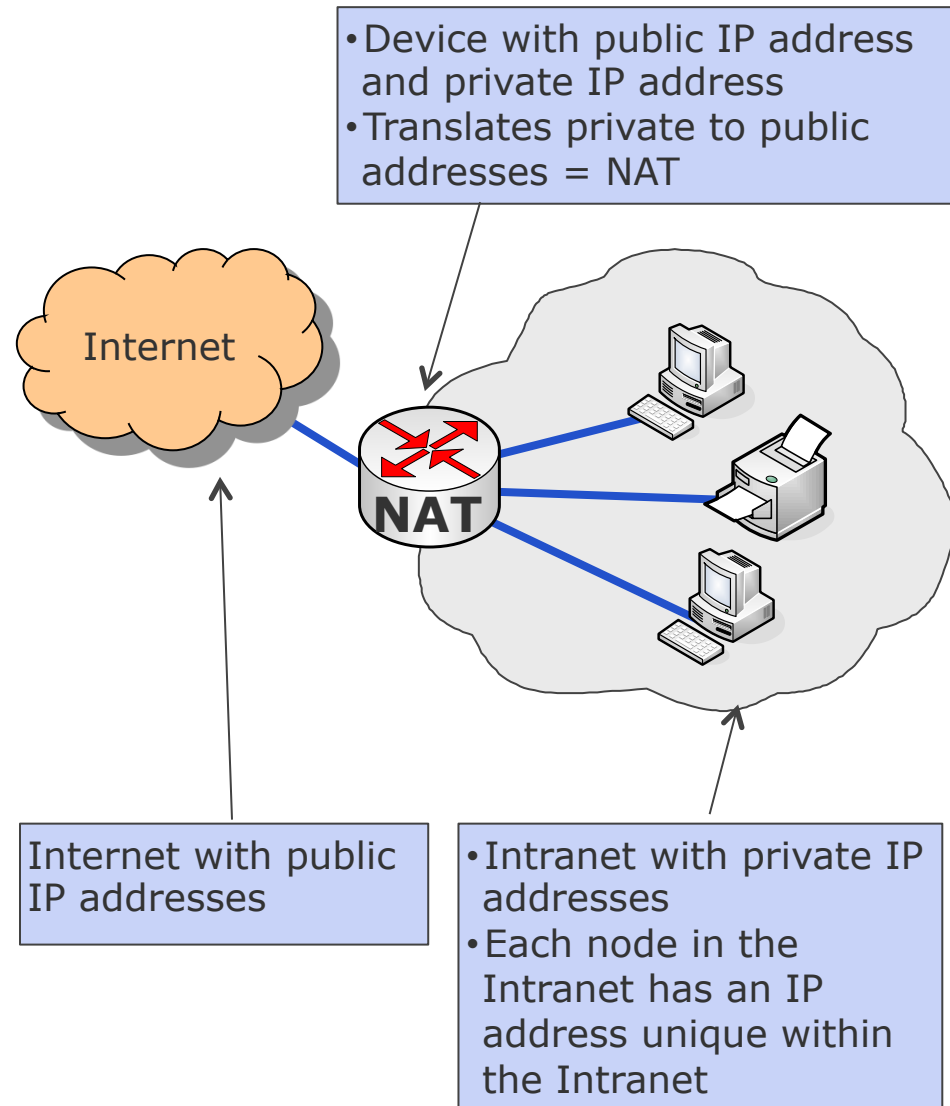 •Device with public IP address
and private IP address
•Translates private to public
addresses = NAT
Internet
NAT
Internet with public
IP addresses
•Intranet with private IP
addresses
•Each node in the
Intranet has an IP
address unique within
the Intranet